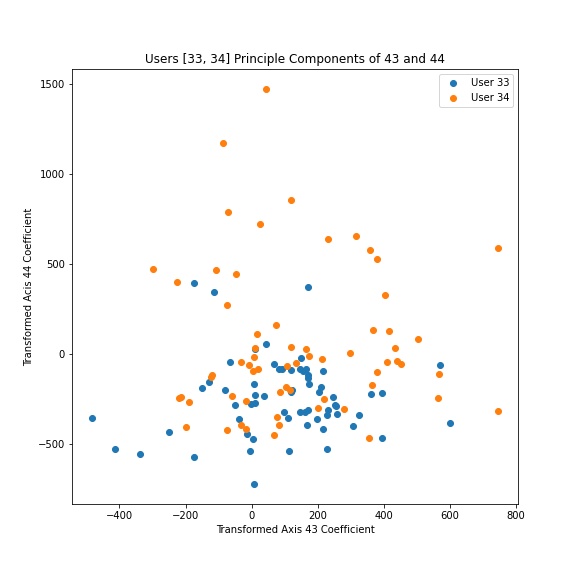 Users [33, 34] Principle Components of 43 and 44
User 33
User 34
Transformed Acis 44 Coefficient
1500
1000
500
0
−500
−400
−200
0
200
400
600
800
Transformed Axis 43 Coefficient